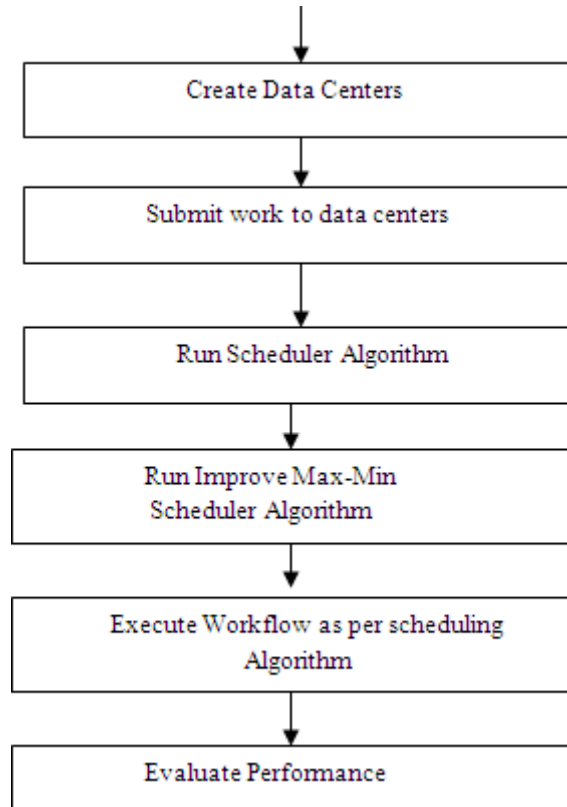 Create Data Centers
Submit work to data centers
Run Scheduler Algorithm
Run Improve Max-Min
Scheduler Algorithm
Execute Workflow as per scheduling
Algorithm
Evaluate Performance